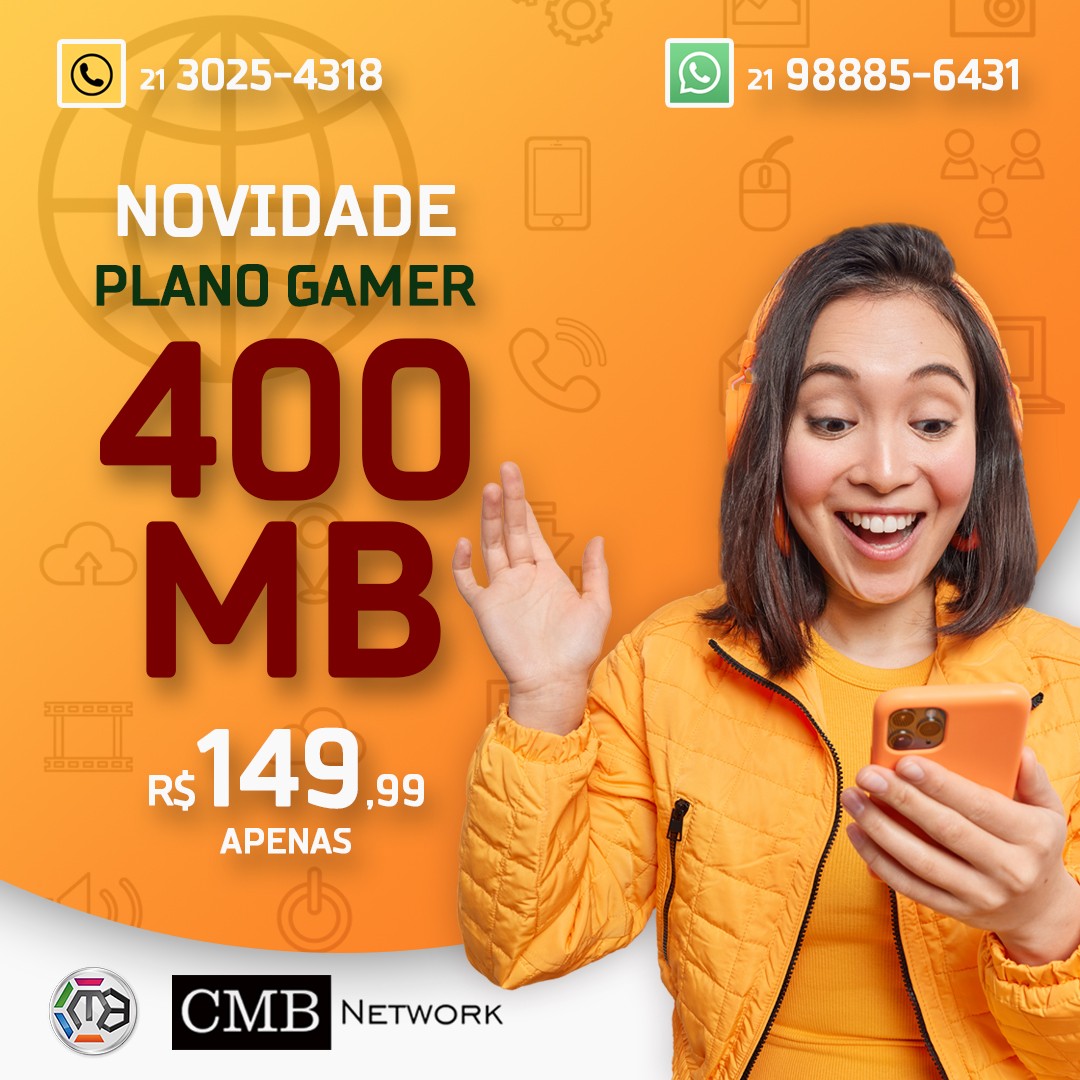 21 3025-4318
21 98885-6431
NOVIDADE
PLANO GAMER
400
MB
R$ 149,99
APENAS
CMB NETWORK